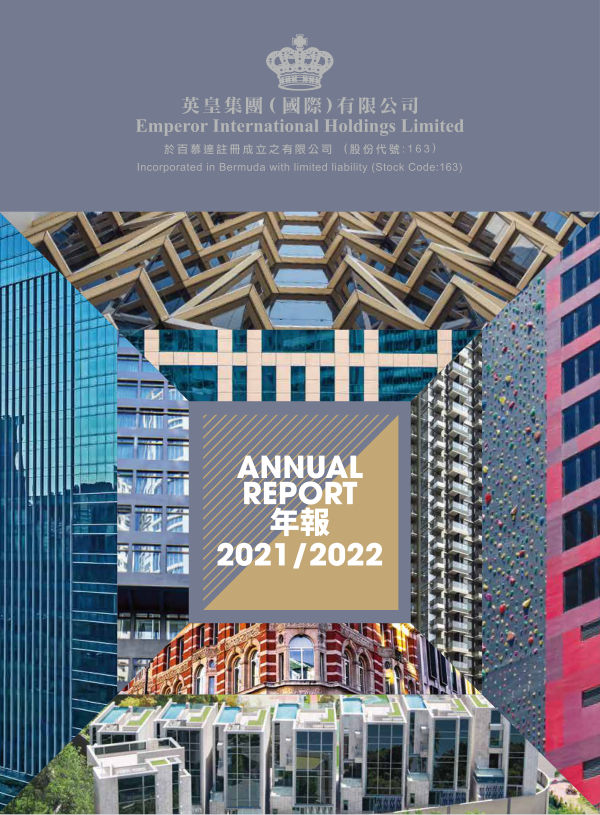 英皇集團(國際)有限公司
Emperor International Holdings Limited
於百慕達註冊成立之有限公司 (股份代號:163)
Incorporated in Bermuda with limited liability (Stock Code:163)
ANNUAL
REPORT
年報
2021/2022